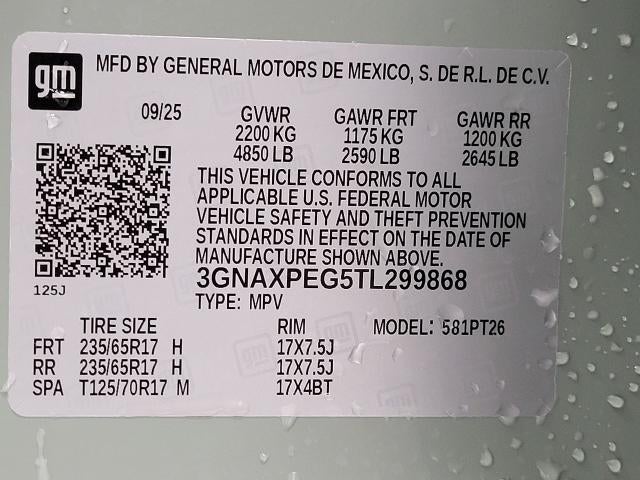 gm
MFD BY GENERAL MOTORS DE MEXICO, S. DE R.L. DE C.V.
09/25 GVWR GAWR FRT GAWR RR
2200 KG 1175 KG 1200 KG
4850 LB 2590 LB 2645 LB
THIS VEHICLE CONFORMS TO ALL
APPLICABLE U.S. FEDERAL MOTOR
VEHICLE SAFETY AND THEFT PREVENTION
STANDARDS IN EFFECT ON THE DATE OF
MANUFACTURE SHOWN ABOVE.
3GNAXPEG5TL299868
125J
TYPE: MPV
TIRE SIZE RIM MODEL: 581PT26
FRT 235/65R17 H 17X7.5J
RR 235/65R17 H 17X7.5J
SPA T125/70R17 M 17X4BT